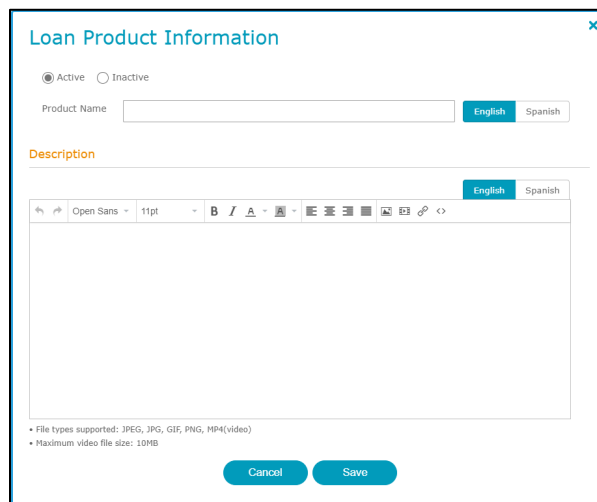 Loan Product Information
Active Inactive
Product Name English Spanish
Description
English Spanish
Open Sans 11pt B I A A
• File types supported: JPEG, JPG, GIF, PNG, MP4(video)
• Maximum video file size: 10MB
Cancel Save